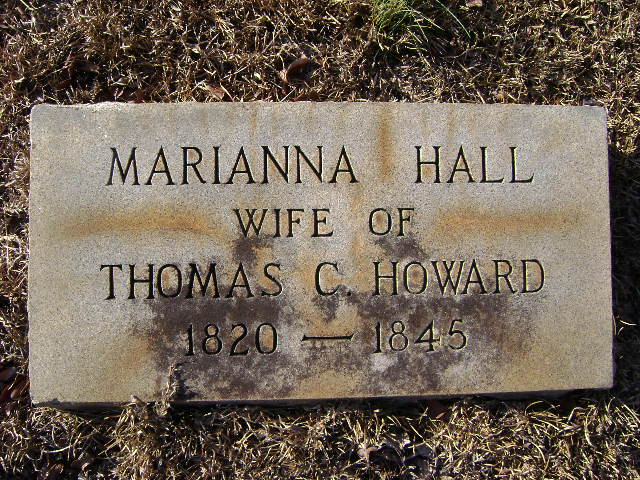 MARIANNA HALL
WIFE OF
THOMAS C. HOWARD
1820 — 1845